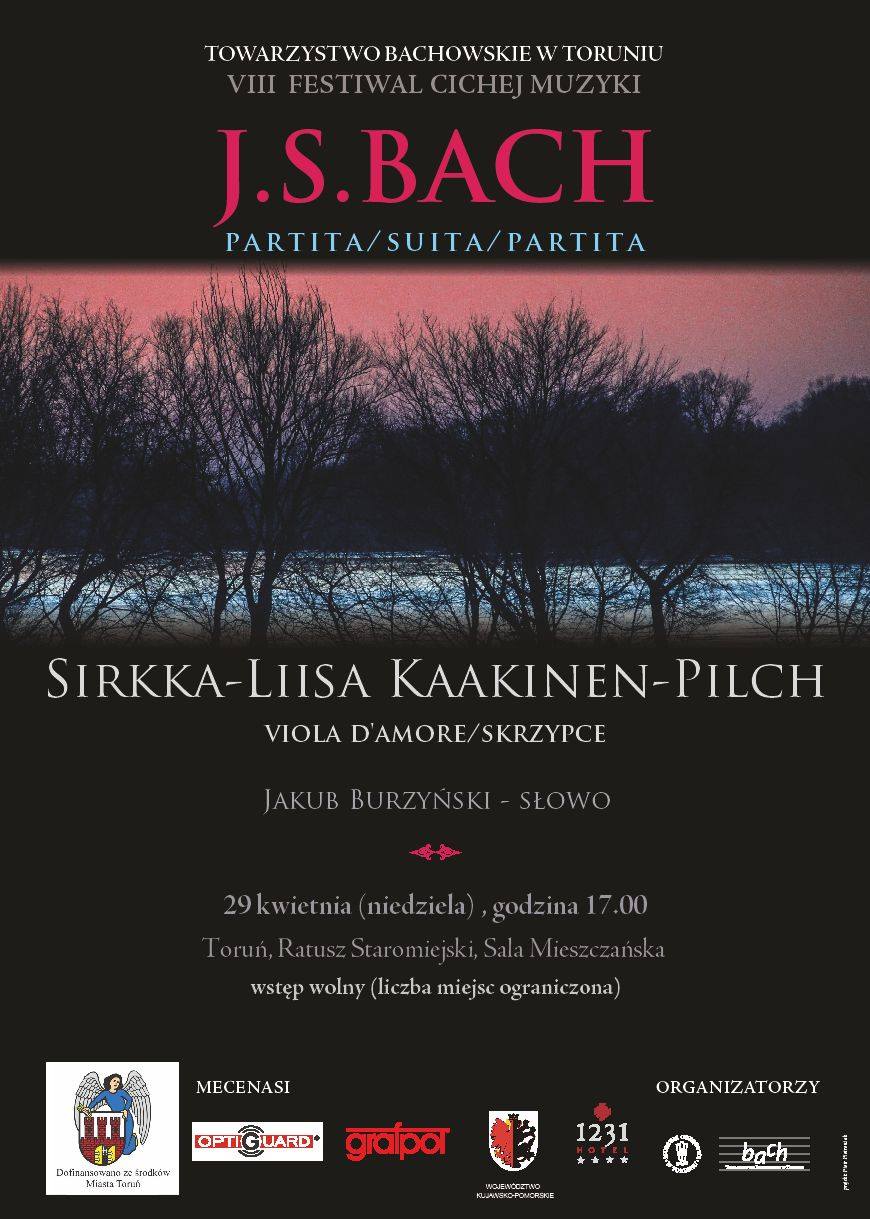 TOWARZYSTWO BACHOWSKIE W TORUNIU
VIII FESTIWAL CICHEJ MUZYKI
J.S.BACH
PARTITA/SUITA/PARTITA
SIRKKA-LIISA KAAKINEN-PILCH
VIOLA D'AMORE/SKRZYPCE
JAKUB BURZYŃSKI - SŁOWO
29 kwietnia (niedziela) , godzina 17.00
Toruń, Ratusz Staromiejski, Sala Mieszczańska
wstęp wolny (liczba miejsc ograniczona)
Dofinansowano ze środków
Miasta Toruń
MECENASI
OPTIGUARD
grafpol
WOJEWÓDZTWO
KUJAWSKO-POMORSKIE
1231
HOTEL
ORGANIZATORZY
bach
projekt: Piotr